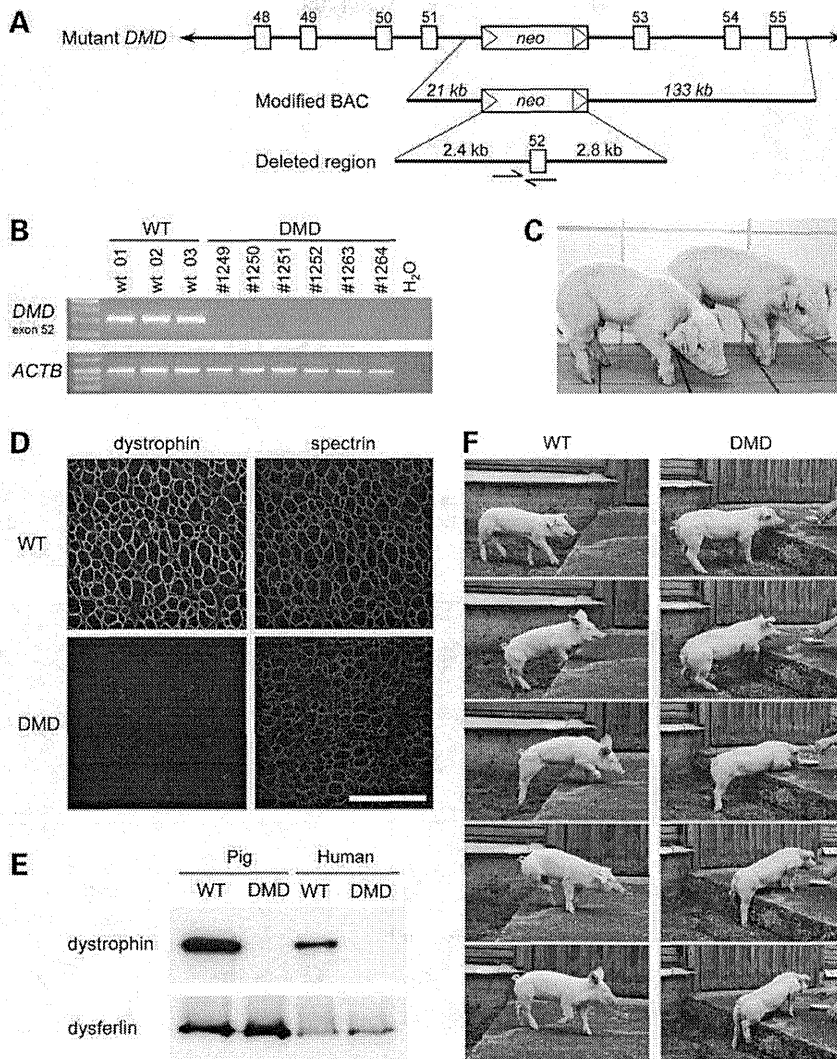 A
48 49 50 51 53 54 55
Mutant DMD neo
21 kb 133 kb
Modified BAC neo
52
2.4 kb 2.8 kb
Deleted region
B
WT DMD
wt 01 wt 02 wt 03 #1249 #1250 #1251 #1252 #1263 #1264 H₂O
DMD
exon 52
ACTB
C
D
dystrophin spectrin
WT
DMD
E
Pig Human
WT DMD WT DMD
dystrophin
dysferlin
F
WT DMD